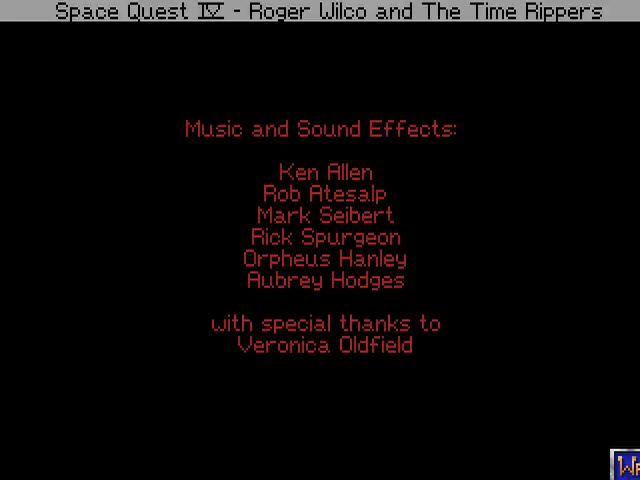 Space Quest IV - Roger Wilco and The Time Rippers
Music and Sound Effects:
Ken Allen
Rob Atesalp
Mark Seibert
Rick Spurgeon
Orpheus Hanley
Aubrey Hodges
with special thanks to
Veronica Oldfield